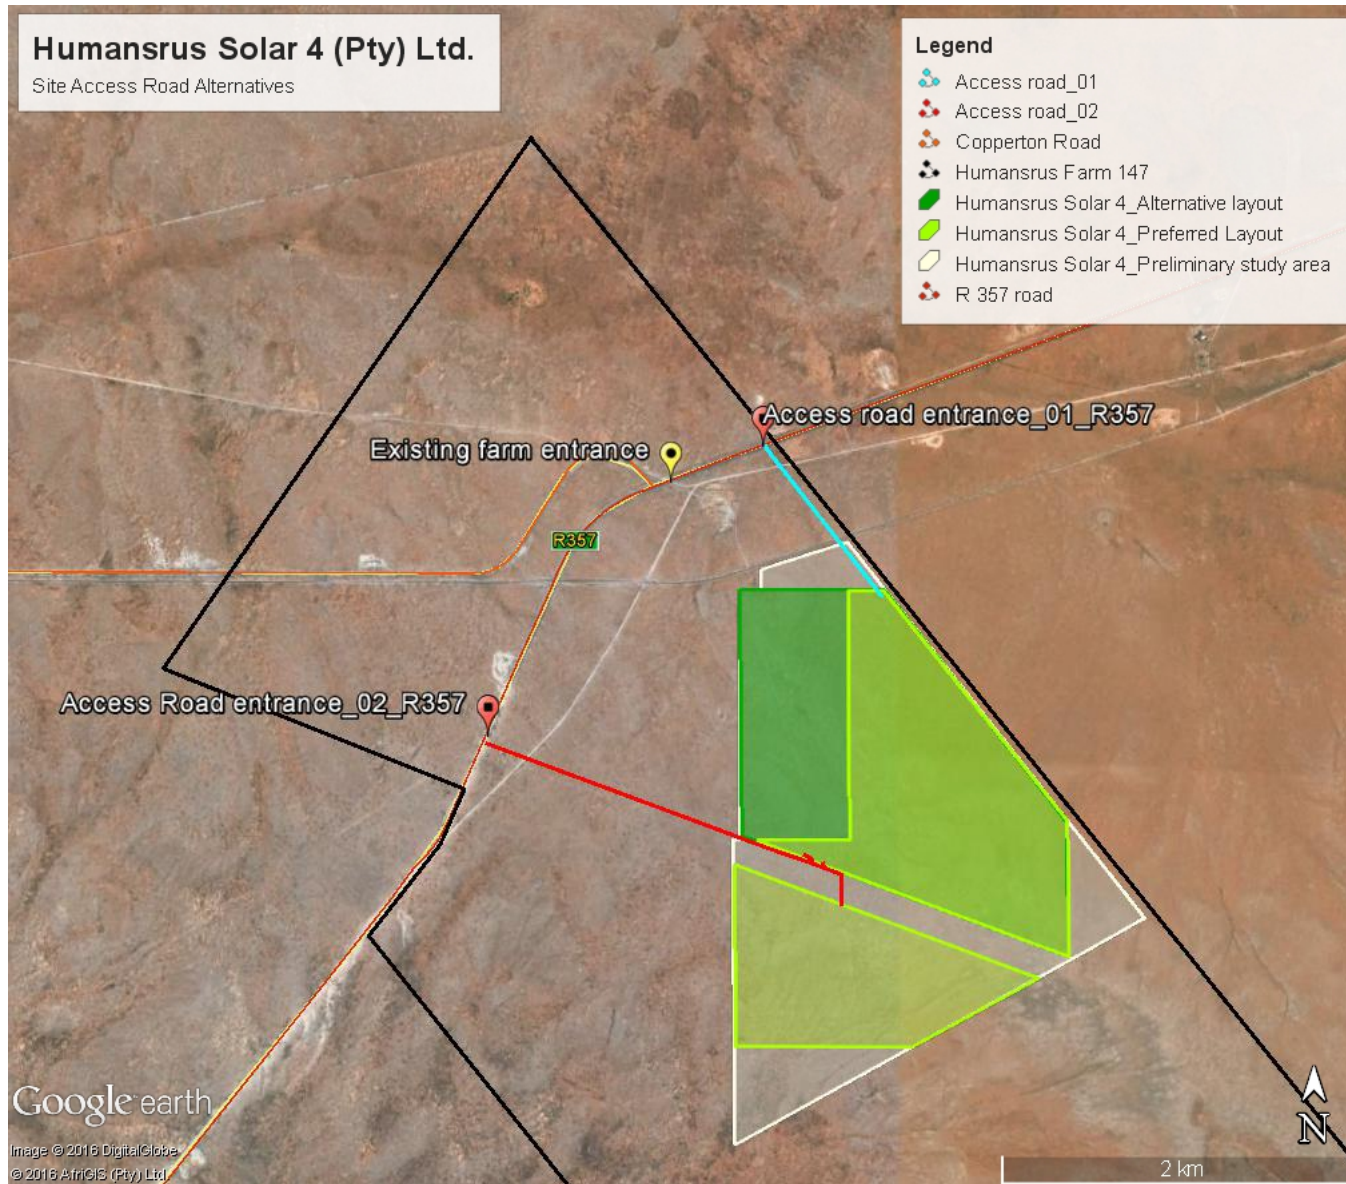 Humansrus Solar 4 (Pty) Ltd.
Site Access Road Alternatives
Legend
Access road_01
Access road_02
Copperton Road
Humansrus Farm 147
Humansrus Solar 4_Alternative layout
Humansrus Solar 4_Preferred Layout
Humansrus Solar 4_Preliminary study area
R 357 road
Access road entrance_01_R357
Existing farm entrance
R357
Access Road entrance_02_R357
Google earth
Image © 2016 DigitalGlobe
© 2016 AfriGIS (Pty) Ltd.
N
2 km